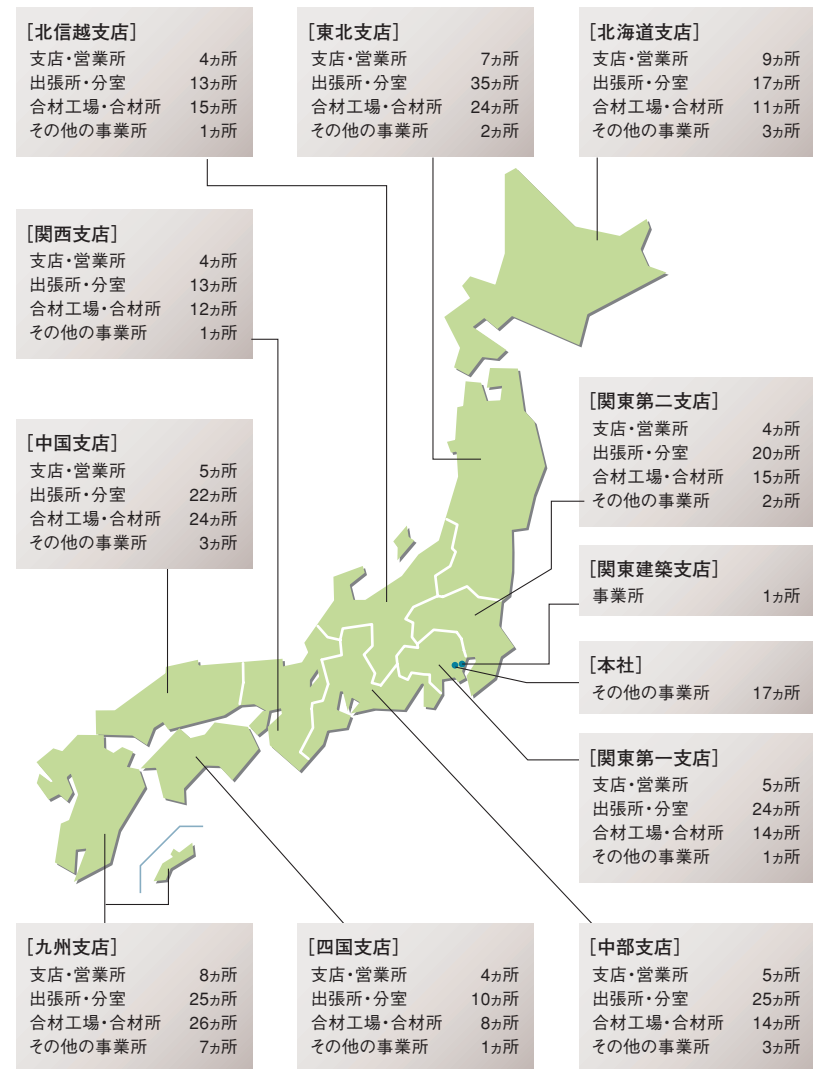 [北信越支店]
支店・営業所 4ヵ所
出張所・分室 13ヵ所
合材工場・合材所 15ヵ所
その他の事業所 1ヵ所
[東北支店]
支店・営業所 7ヵ所
出張所・分室 35ヵ所
合材工場・合材所 24ヵ所
その他の事業所 2ヵ所
[北海道支店]
支店・営業所 9ヵ所
出張所・分室 17ヵ所
合材工場・合材所 11ヵ所
その他の事業所 3ヵ所
[関西支店]
支店・営業所 4ヵ所
出張所・分室 13ヵ所
合材工場・合材所 12ヵ所
その他の事業所 1ヵ所
[関東第二支店]
支店・営業所 4ヵ所
出張所・分室 20ヵ所
合材工場・合材所 15ヵ所
その他の事業所 2ヵ所
[中国支店]
支店・営業所 5ヵ所
出張所・分室 22ヵ所
合材工場・合材所 24ヵ所
その他の事業所 3ヵ所
[関東建築支店]
事業所 1ヵ所
[本社]
その他の事業所 17ヵ所
[関東第一支店]
支店・営業所 5ヵ所
出張所・分室 24ヵ所
合材工場・合材所 14ヵ所
その他の事業所 1ヵ所
[九州支店]
支店・営業所 8ヵ所
出張所・分室 25ヵ所
合材工場・合材所 26ヵ所
その他の事業所 7ヵ所
[四国支店]
支店・営業所 4ヵ所
出張所・分室 10ヵ所
合材工場・合材所 8ヵ所
その他の事業所 1ヵ所
[中部支店]
支店・営業所 5ヵ所
出張所・分室 25ヵ所
合材工場・合材所 14ヵ所
その他の事業所 3ヵ所